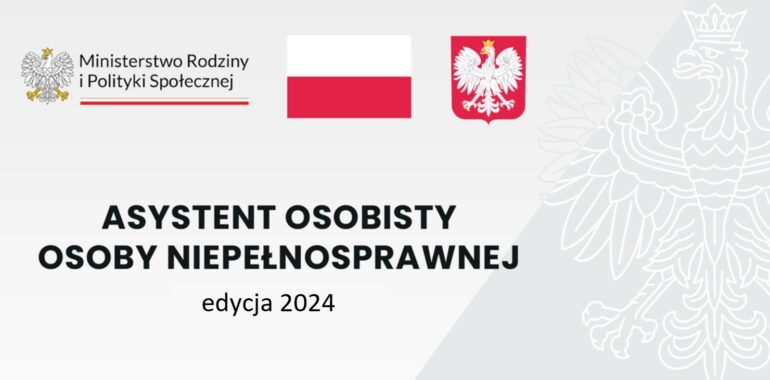 Ministerstwo Rodziny
i Polityki Społecznej
ASYSTENT OSOBISTY
OSOBY NIEPEŁNOSPRAWNEJ
edycja 2024